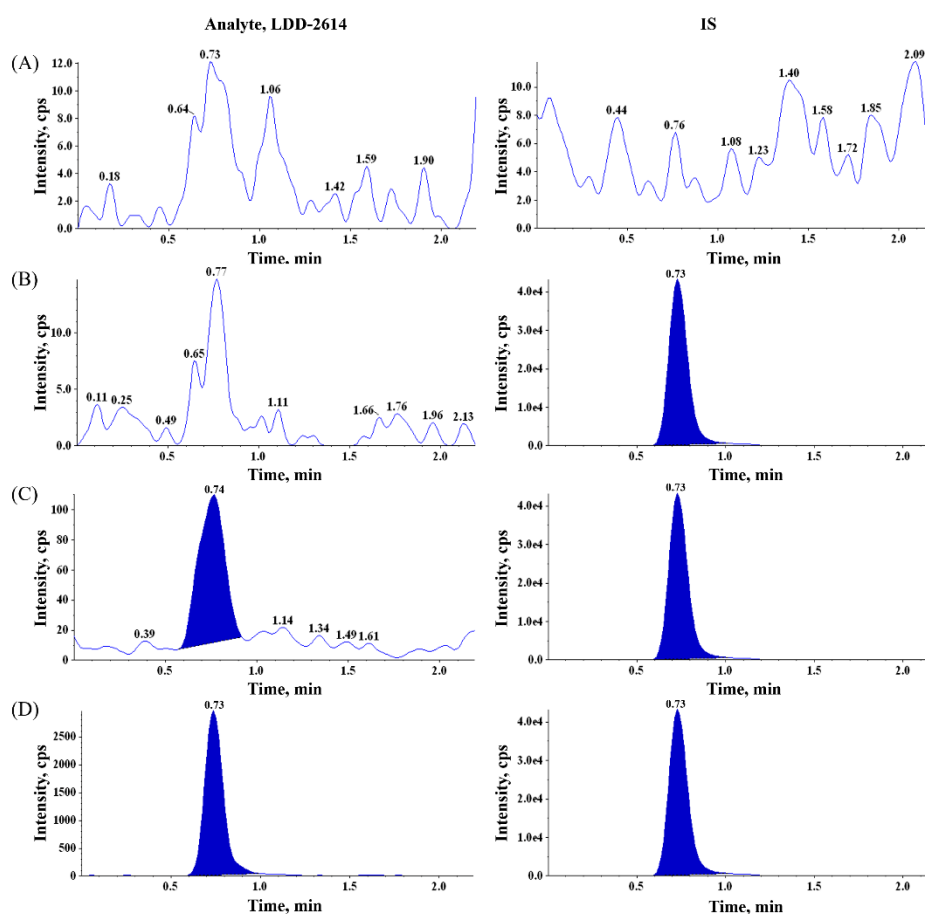 Analyte, LDD-2614
IS
(A)
Intensity, cps
12.0
10.0
8.0
6.0
4.0
2.0
0.0
0.18
0.64
0.73
1.06
1.42
1.59
1.90
0.5
1.0
1.5
2.0
Time, min
Intensity, cps
10.0
8.0
6.0
4.0
2.0
0.0
0.44
0.76
1.08
1.23
1.40
1.58
1.72
1.85
2.09
0.5
1.0
1.5
2.0
Time, min
(B)
Intensity, cps
10.0
5.0
0.0
0.11
0.25
0.49
0.65
0.77
1.11
1.66
1.76
1.96
2.13
0.5
1.0
1.5
2.0
Time, min
Intensity, cps
4.0e4
3.0e4
2.0e4
1.0e4
0.0
0.73
0.5
1.0
1.5
2.0
Time, min
(C)
Intensity, cps
100
80
60
40
20
0
0.39
0.74
1.14
1.34
1.49
1.61
0.5
1.0
1.5
2.0
Time, min
Intensity, cps
4.0e4
3.0e4
2.0e4
1.0e4
0.0
0.73
0.5
1.0
1.5
2.0
Time, min
(D)
Intensity, cps
2500
2000
1500
1000
500
0
0.73
0.5
1.0
1.5
2.0
Time, min
Intensity, cps
4.0e4
3.0e4
2.0e4
1.0e4
0.0
0.73
0.5
1.0
1.5
2.0
Time, min